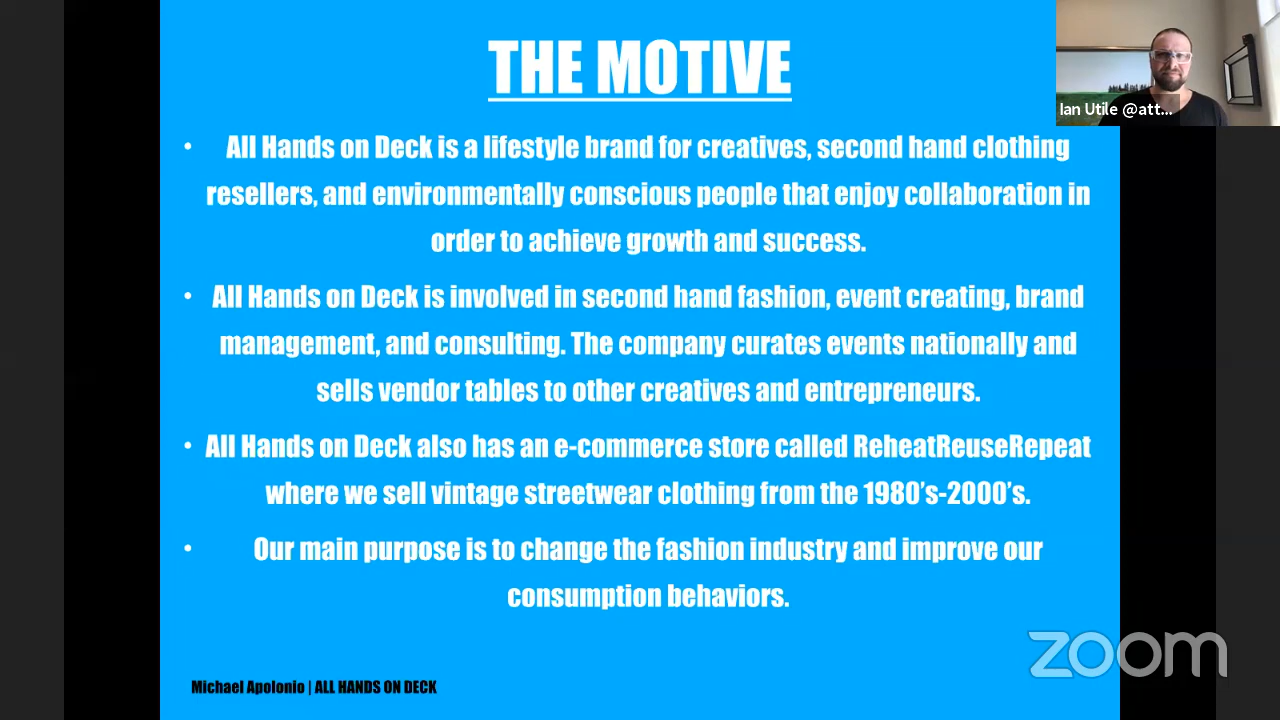 THE MOTIVE
Ian Utile @att...
• All Hands on Deck is a lifestyle brand for creatives, second hand clothing
resellers, and environmentally conscious people that enjoy collaboration in
order to achieve growth and success.
• All Hands on Deck is involved in second hand fashion, event creating, brand
management, and consulting. The company curates events nationally and
sells vendor tables to other creatives and entrepreneurs.
• All Hands on Deck also has an e-commerce store called ReheatReuseRepeat
where we sell vintage streetwear clothing from the 1980’s-2000’s.
• Our main purpose is to change the fashion industry and improve our
consumption behaviors.
zoom
Michael Apolonio | ALL HANDS ON DECK